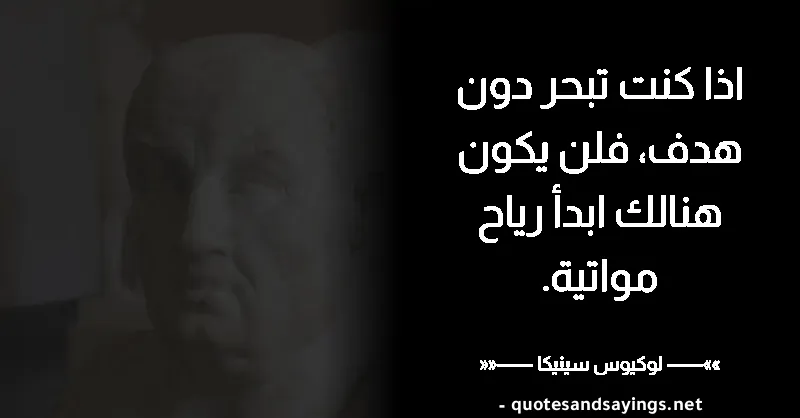 اذا كنت تبحر دون
هدف، فلن يكون
هنالك ابدأ رياح
مواتية.
»»—— لوكيوس سينيكا ——««
- quotesandsayings.net